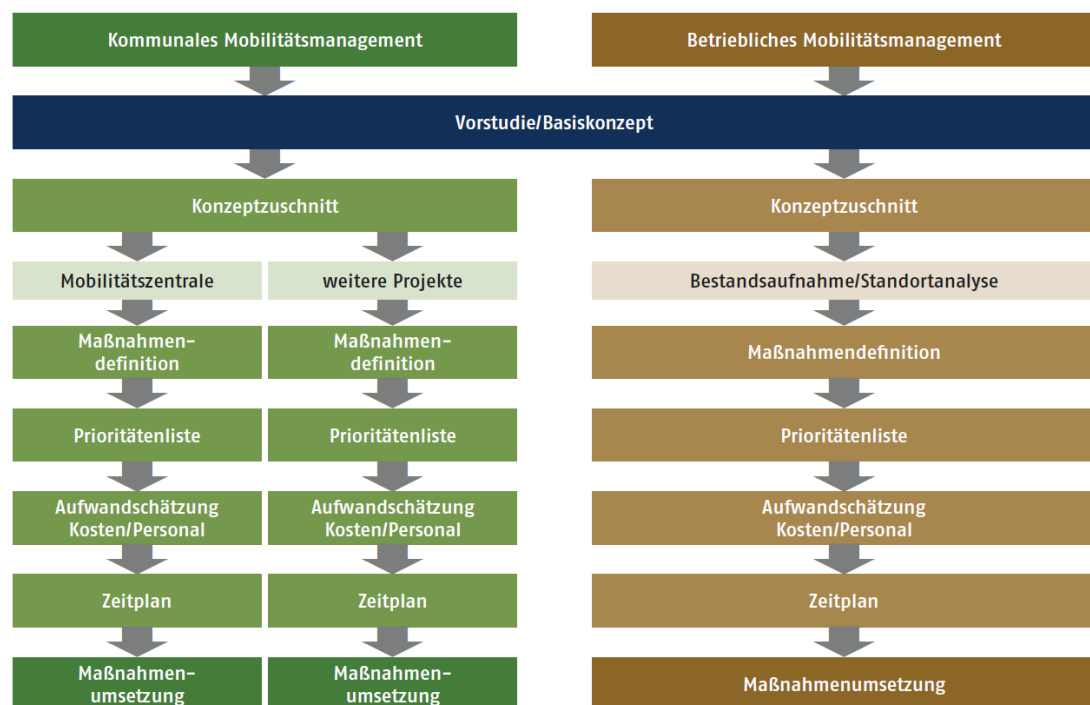 Kommunales Mobilitätsmanagement
Betriebliches Mobilitätsmanagement
Vorstudie/Basiskonzept
Konzeptzuschnitt
Konzeptzuschnitt
Mobilitätszentrale
weitere Projekte
Bestandsaufnahme/Standortanalyse
Maßnahmen-
definition
Maßnahmen-
definition
Maßnahmendefinition
Prioritätenliste
Prioritätenliste
Prioritätenliste
Aufwandschätzung
Kosten/Personal
Aufwandschätzung
Kosten/Personal
Aufwandschätzung
Kosten/Personal
Zeitplan
Zeitplan
Zeitplan
Maßnahmen-
umsetzung
Maßnahmen-
umsetzung
Maßnahmenumsetzung